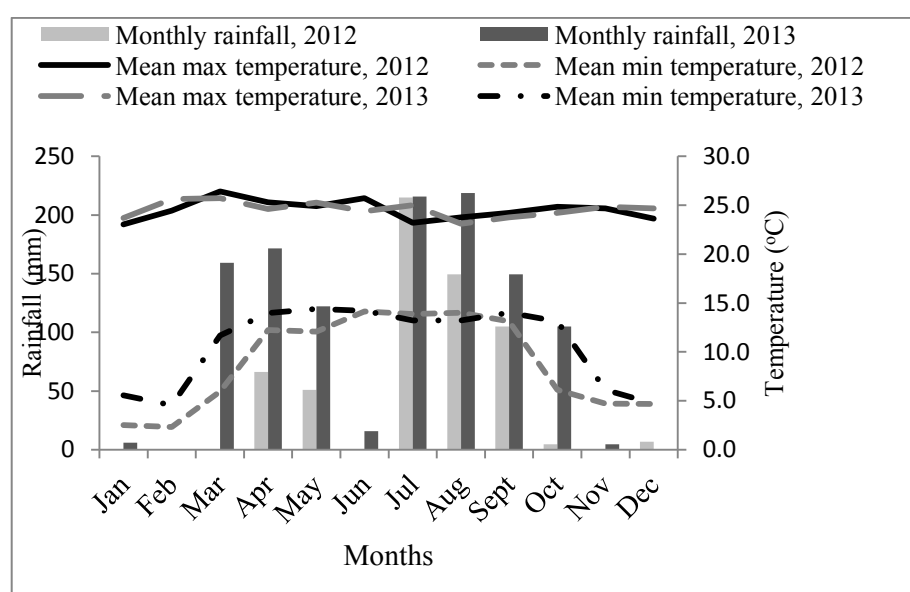 Monthly rainfall, 2012 Monthly rainfall, 2013
Mean max temperature, 2012 Mean min temperature, 2012
Mean max temperature, 2013 Mean min temperature, 2013
250 30.0
200 25.0
20.0
150
15.0
100
10.0
50 5.0
0 0.0
Rainfall (mm)
Temperature (°C)
Jan Feb Mar Apr May Jun Jul Aug Sept Oct Nov Dec
Months